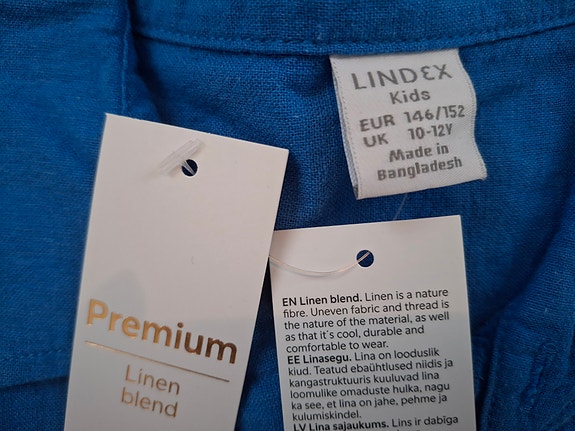 LINDEX
Kids
EUR 146/152
UK 10-12Y
Made in
Bangladesh
Premium
Linen
blend
EN Linen blend. Linen is a nature
fibre. Uneven fabric and thread is
the nature of the material, as well
as that it´s cool, durable and
comfortable to wear.
EE Linasegu. Lina on looduslik
kiud. Teatud ebaühtlused niidis ja
kangastruktuuris kuuluvad lina
loomulike omaduste hulka, nagu
ka see, et lina on jahe, pehme ja
kulumiskindel.
LV Lina sajaukums. Lins ir dabīga